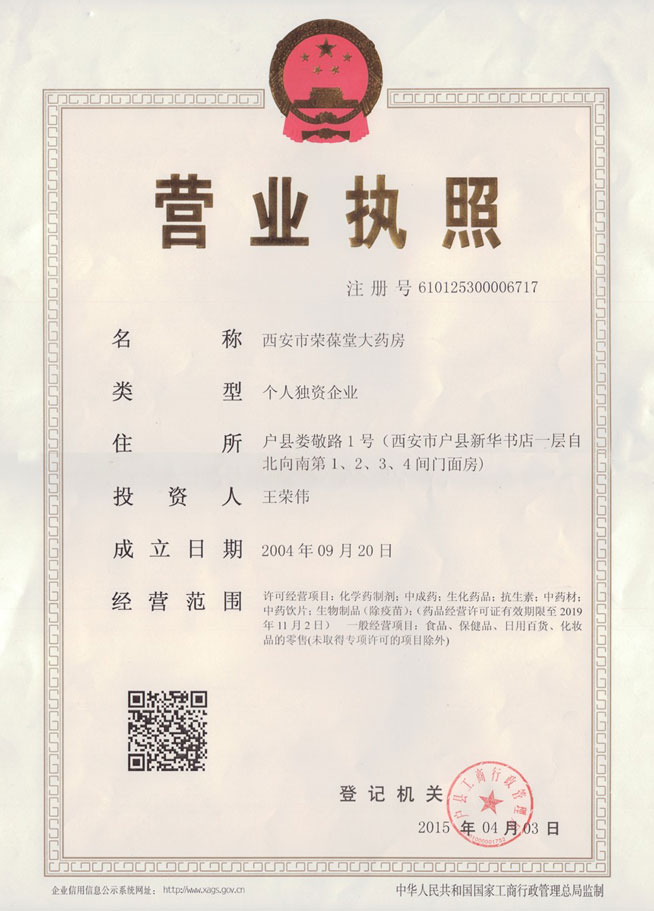 营业执照
注册号 610125300006717
名称 西安市荣葆堂大药房
类型 个人独资企业
住所 户县娄敬路1号(西安市户县新华书店一层自
北向南第1、2、3、4间门面房)
投资人 王荣伟
成立日期 2004年09月20日
经营范围 许可经营项目:化学药制剂;中成药;生化药品;抗生素;中药材;
中药饮片;生物制品(除疫苗);(药品经营许可证有效期限至2019
年11月2日) 一般经营项目:食品、保健品、日用百货、化妆
品的零售(未取得专项许可的项目除外)
登记机关
户县工商行政管理
2015年04月03日
企业信用信息公示系统网址: http://www.xags.gov.cn
中华人民共和国国家工商行政管理总局监制